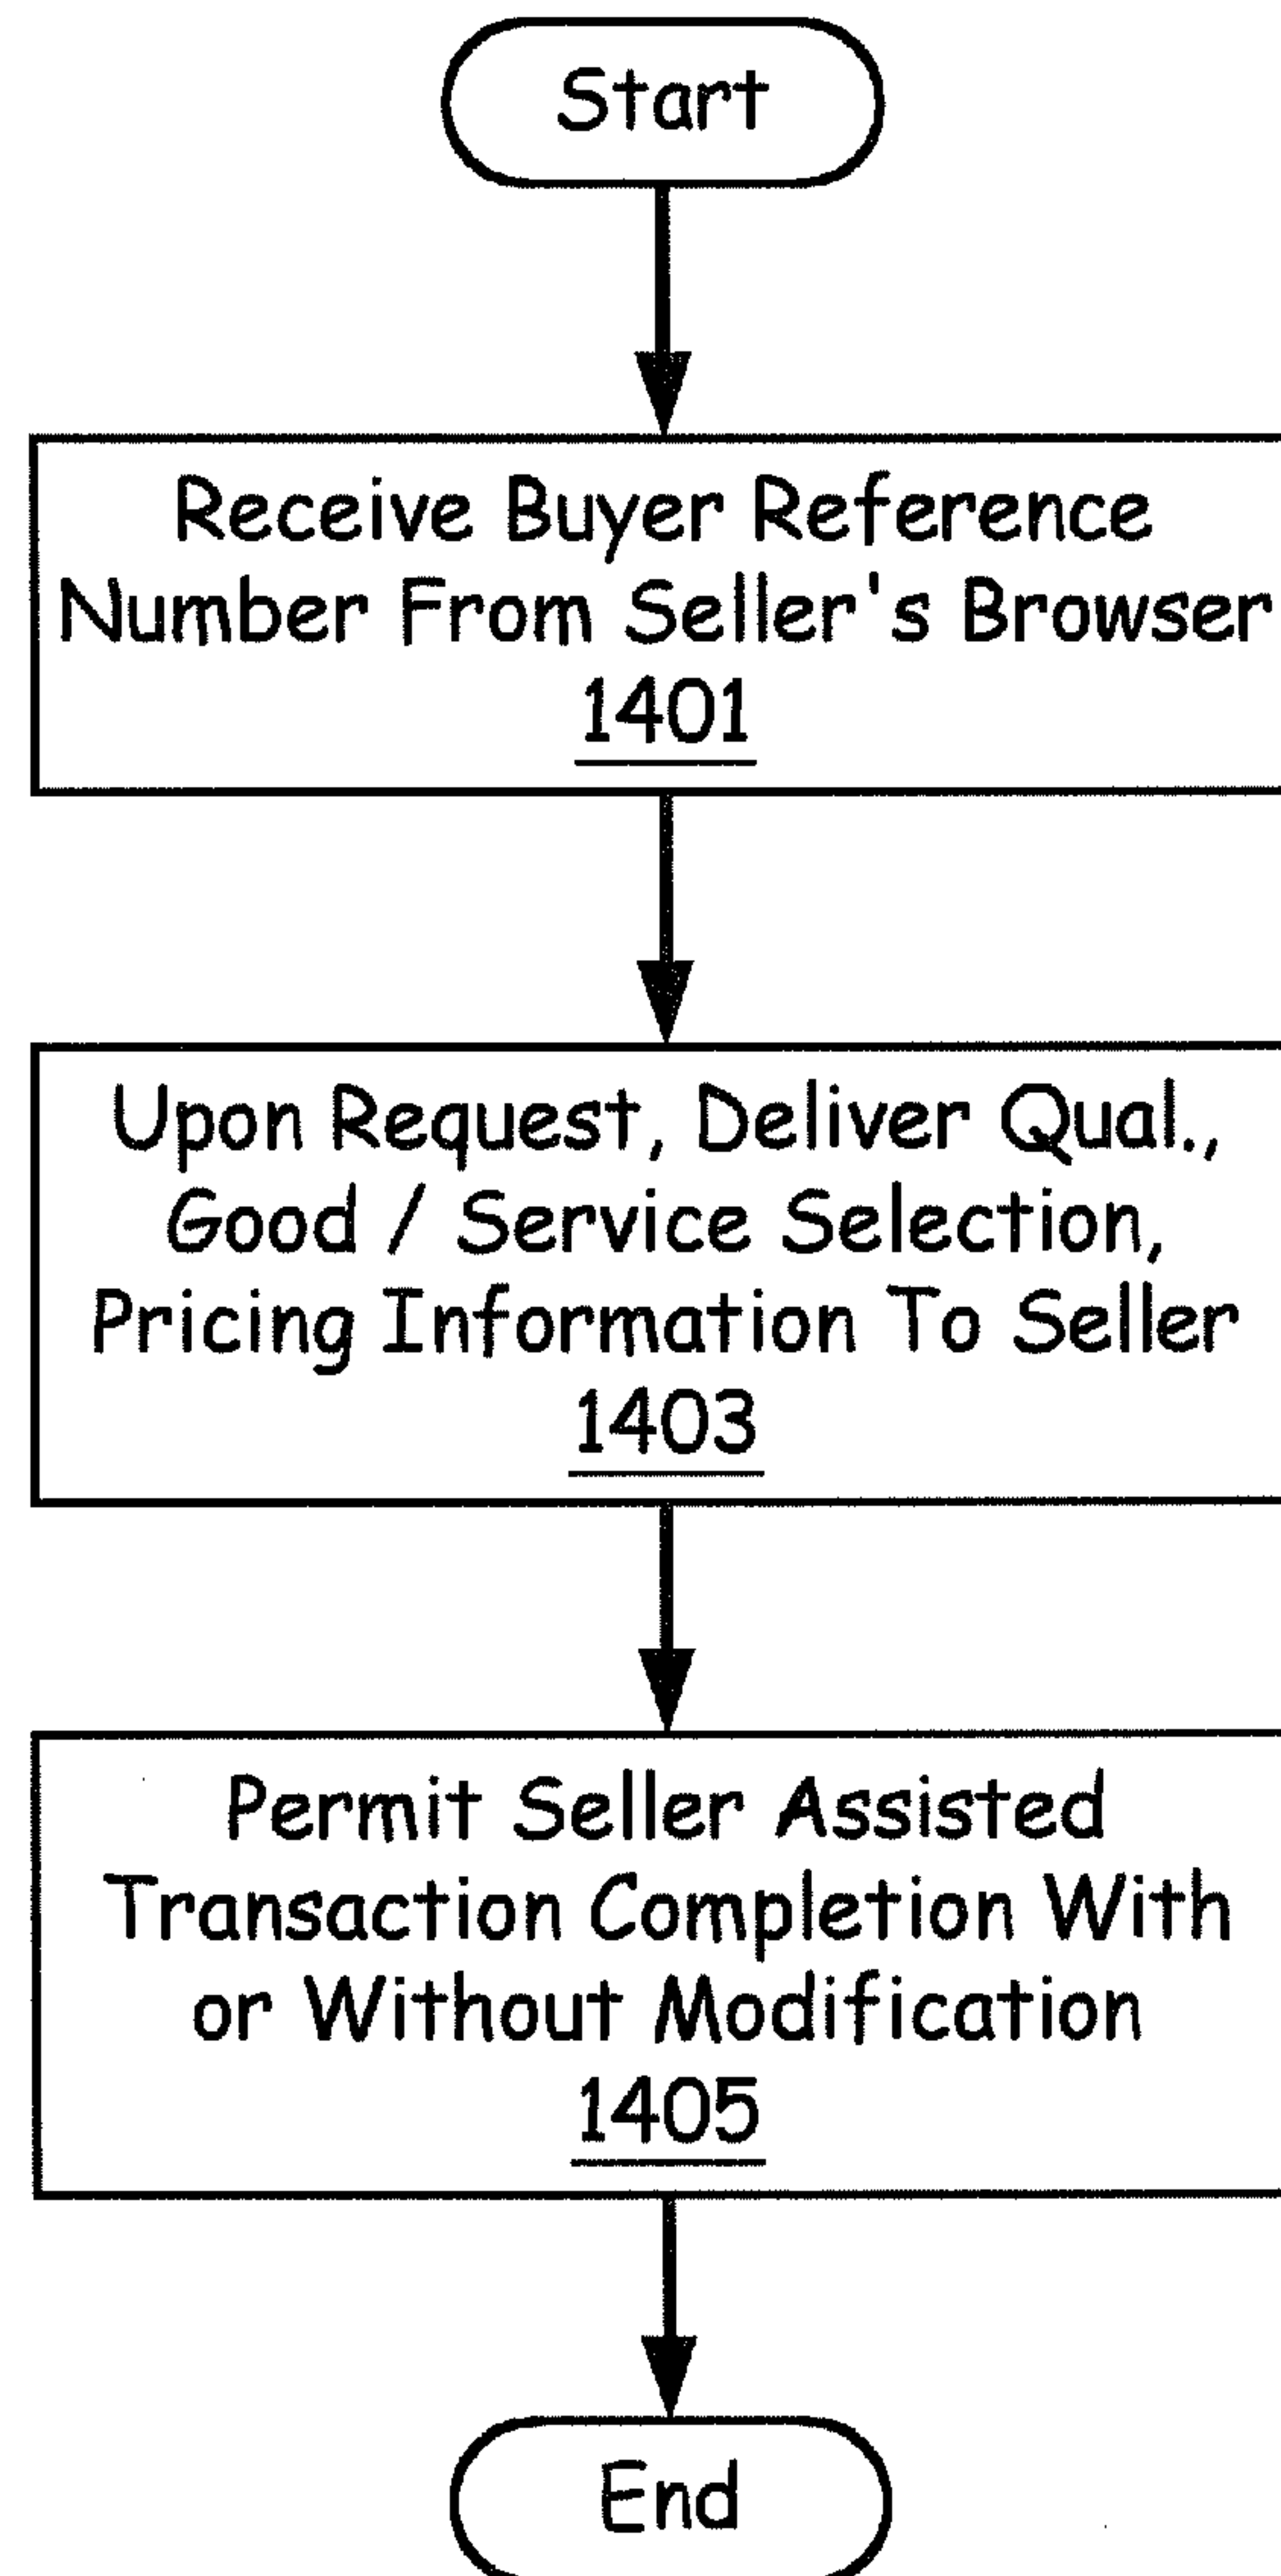 Start
Receive Buyer Reference
Number From Seller's Browser
1401
Upon Request, Deliver Qual.,
Good / Service Selection,
Pricing Information To Seller
1403
Permit Seller Assisted
Transaction Completion With
or Without Modification
1405
End